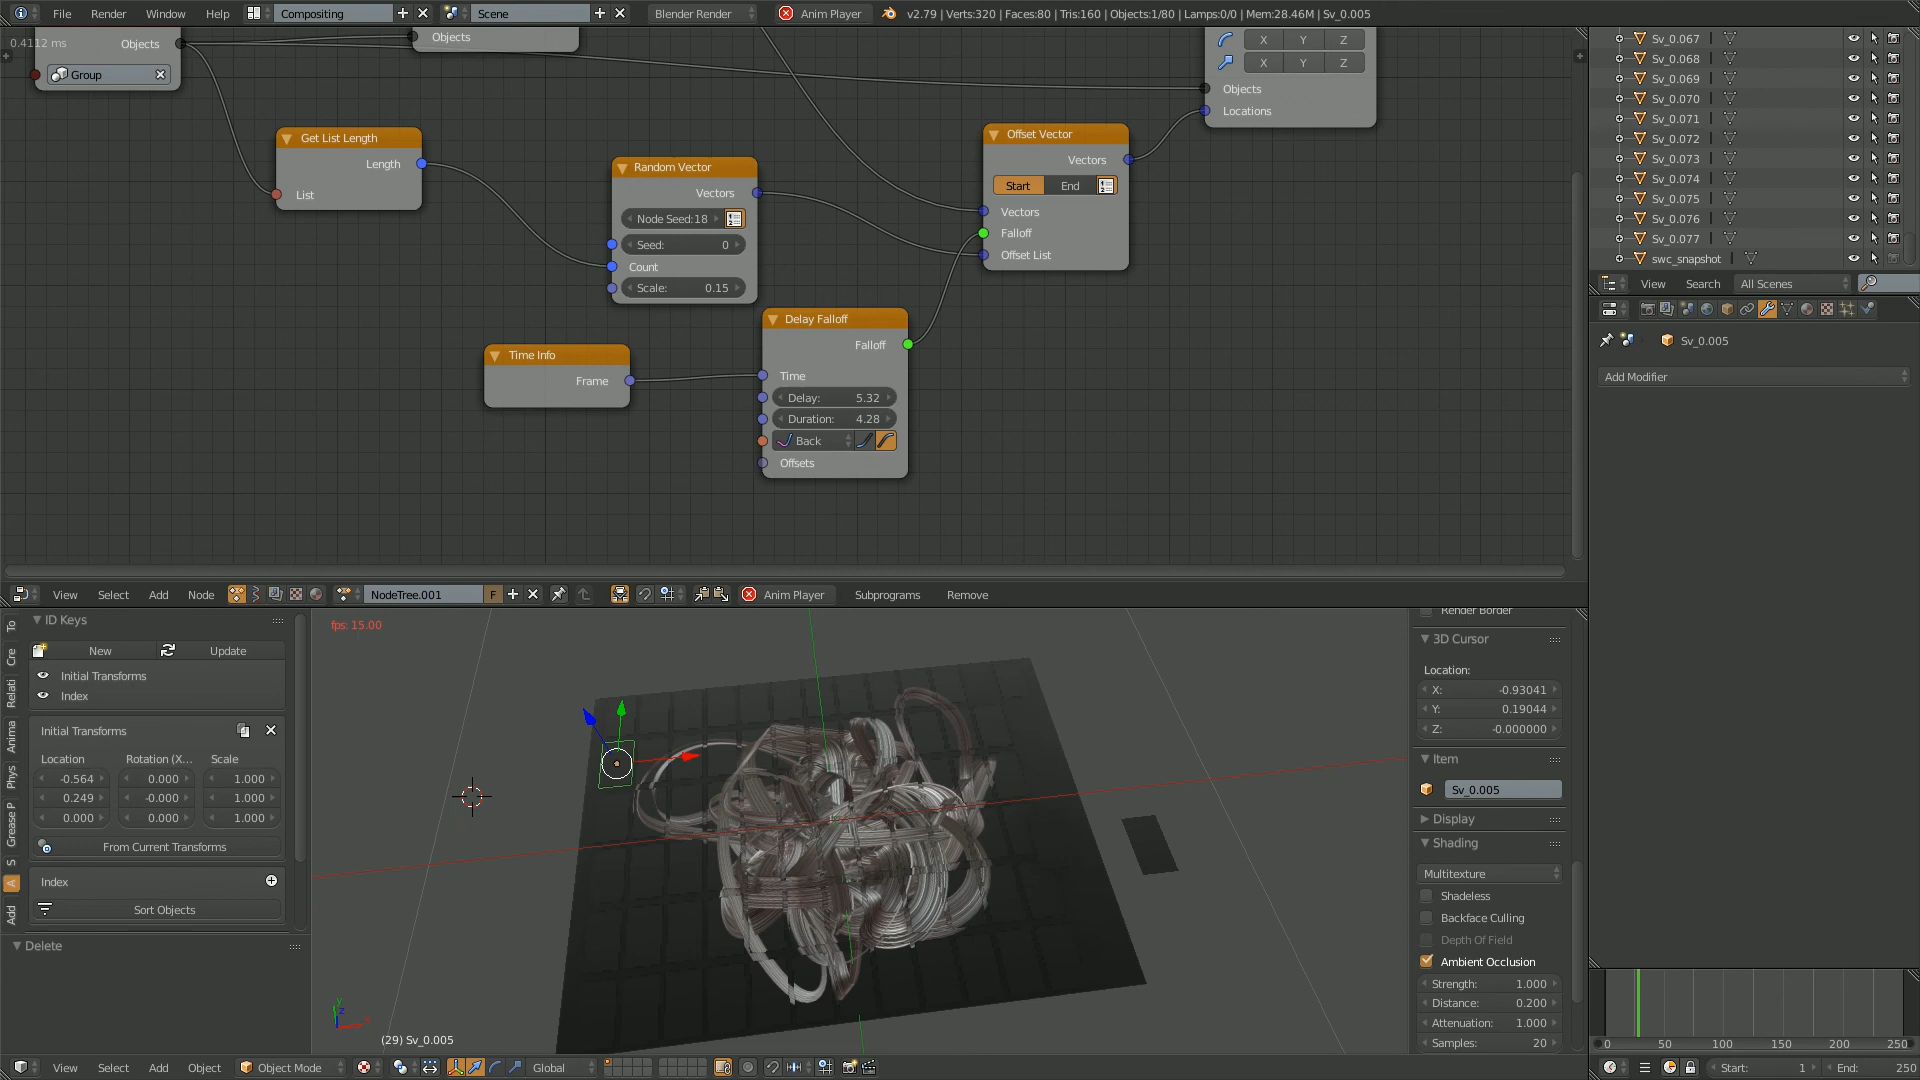 File Render Window Help Compositing Scene Blender Render Anim Player v2.79 | Verts:320 | Faces:80 | Tris:160 | Objects:1/80 | Lamps:0/0 | Mem:28.46M | Sv_0.005
0.4112 ms
Objects
Group
Objects
X Y Z
X Y Z
Objects
Locations
Get List Length
Length
List
Random Vector
Vectors
Node Seed:18
Seed: 0
Count
Scale: 0.15
Offset Vector
Vectors
Start End
Vectors
Falloff
Offset List
Time Info
Frame
Delay Falloff
Falloff
Time
Delay: 5.32
Duration: 4.28
Back
Offsets
Sv_0.067
Sv_0.068
Sv_0.069
Sv_0.070
Sv_0.071
Sv_0.072
Sv_0.073
Sv_0.074
Sv_0.075
Sv_0.076
Sv_0.077
swc_snapshot
View Search All Scenes
Sv_0.005
Add Modifier
View Select Add Node NodeTree.001 F Anim Player Subprograms Remove
To
Cre
Relati
Anima
Phys
Grease P
S
A
Add
ID Keys
New Update
Initial Transforms
Index
Initial Transforms
Location Rotation (X... Scale
-0.564 0.000 1.000
0.249 -0.000 1.000
0.000 0.000 1.000
From Current Transforms
Index
Sort Objects
Delete
fps: 15.00
y
z
x
(29) Sv_0.005
Render Border
3D Cursor
Location:
X: -0.93041
Y: 0.19044
Z: -0.000000
Item
Sv_0.005
Display
Shading
Multitexture
Shadeless
Backface Culling
Depth Of Field
Ambient Occlusion
Strength: 1.000
Distance: 0.200
Attenuation: 1.000
Samples: 20
View Select Add Object Object Mode Global
0 50 100 150 200 250
Start: 1 End: 250